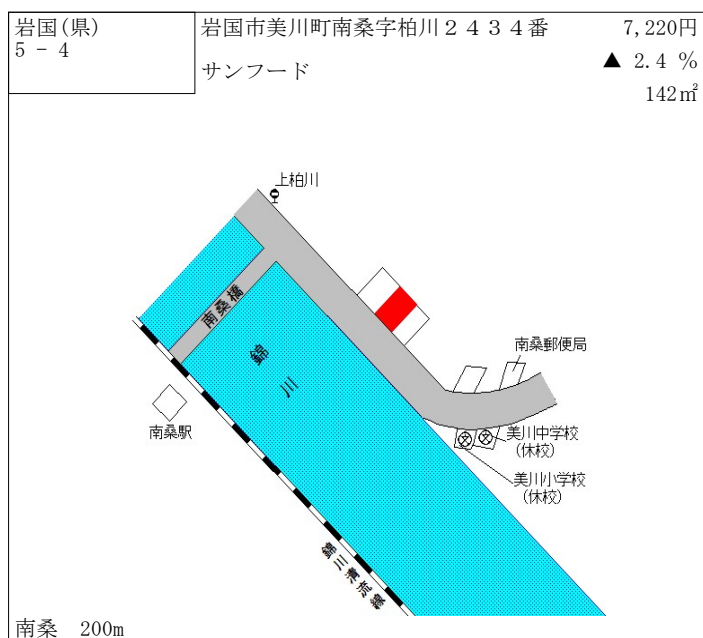 岩国(県)
5 - 4
岩国市美川町南桑字柏川２４３４番
7,220円
サンフード
▲ 2.4 %
142㎡
上柏川
南桑橋
錦川
南桑郵便局
南桑駅
美川中学校
(休校)
美川小学校
(休校)
錦川清流線
南桑　200m